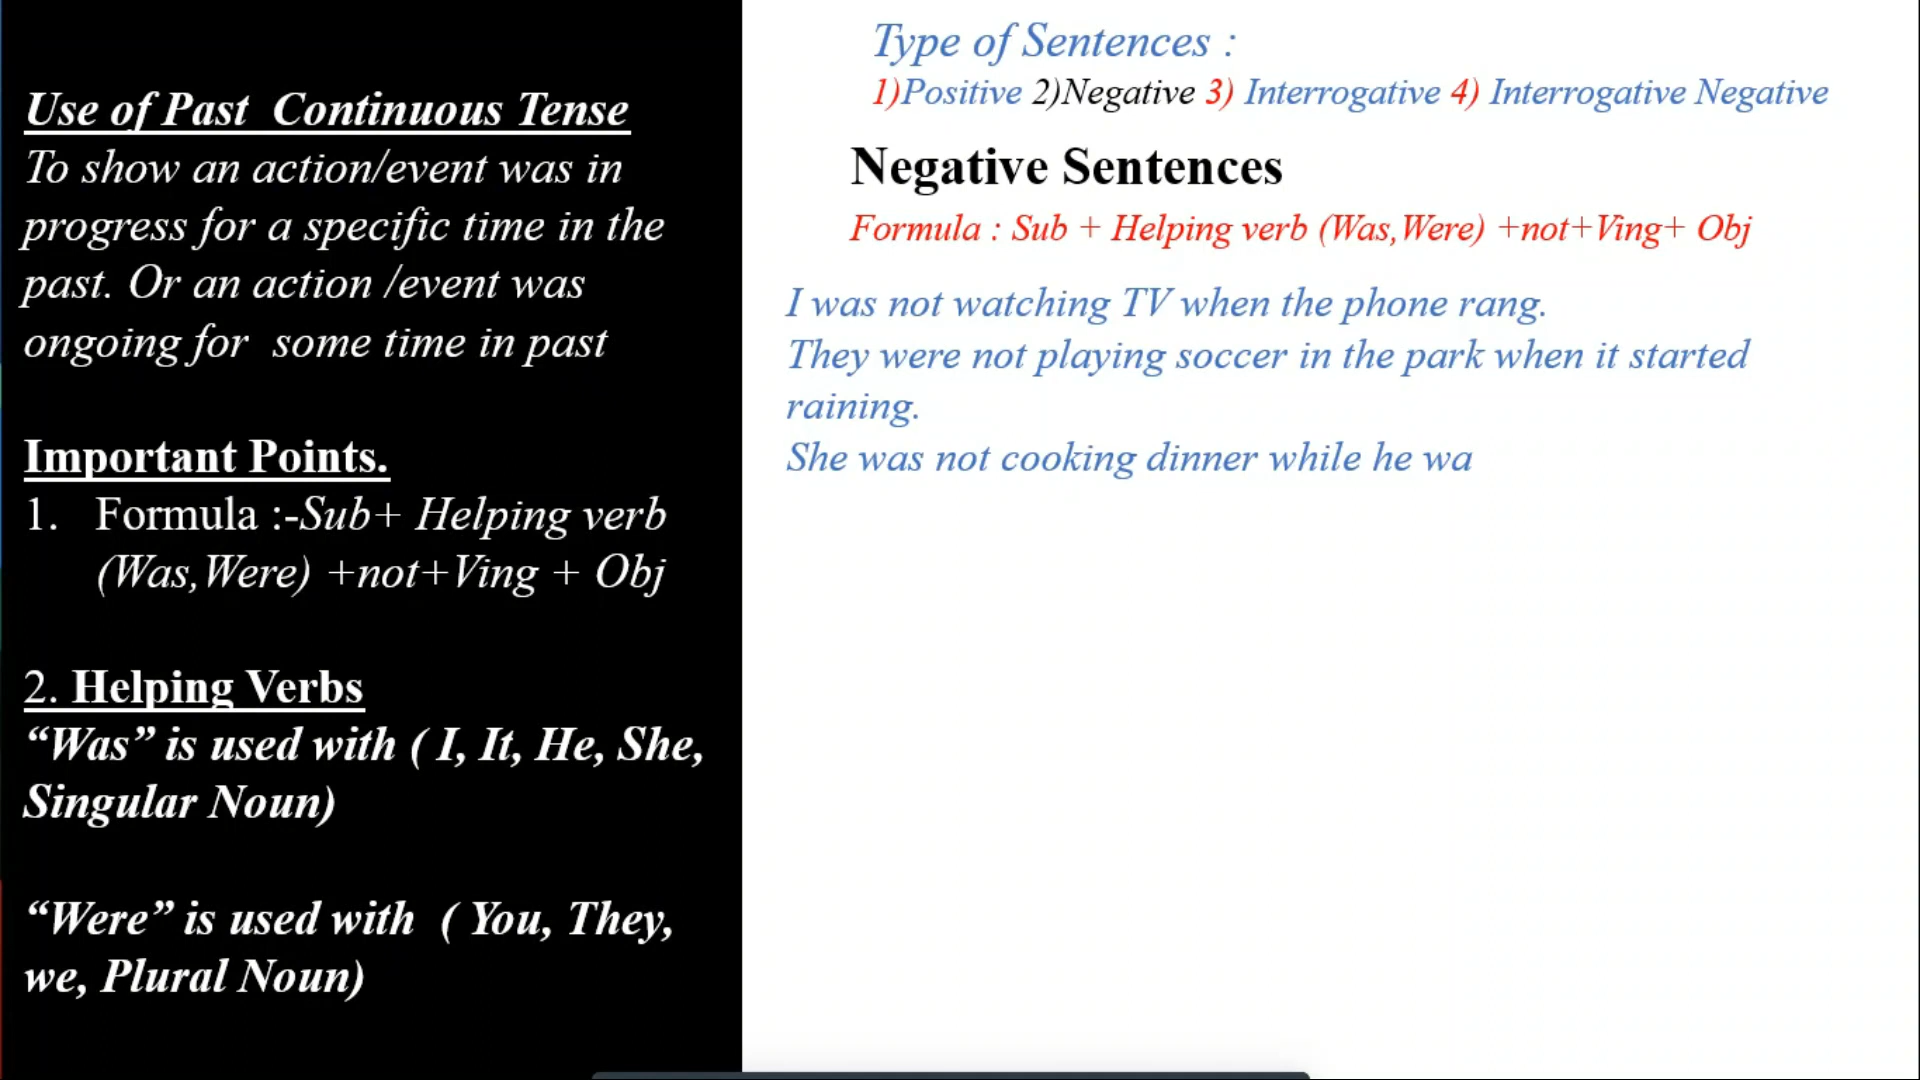 Use of Past Continuous Tense
To show an action/event was in
progress for a specific time in the
past. Or an action /event was
ongoing for some time in past
Important Points.
1. Formula :-Sub+ Helping verb
(Was,Were) +not+Ving + Obj
2. Helping Verbs
“Was” is used with ( I, It, He, She,
Singular Noun)
“Were” is used with ( You, They,
we, Plural Noun)
Type of Sentences :
1)Positive 2)Negative 3) Interrogative 4) Interrogative Negative
Negative Sentences
Formula : Sub + Helping verb (Was,Were) +not+Ving+ Obj
I was not watching TV when the phone rang.
They were not playing soccer in the park when it started
raining.
She was not cooking dinner while he wa